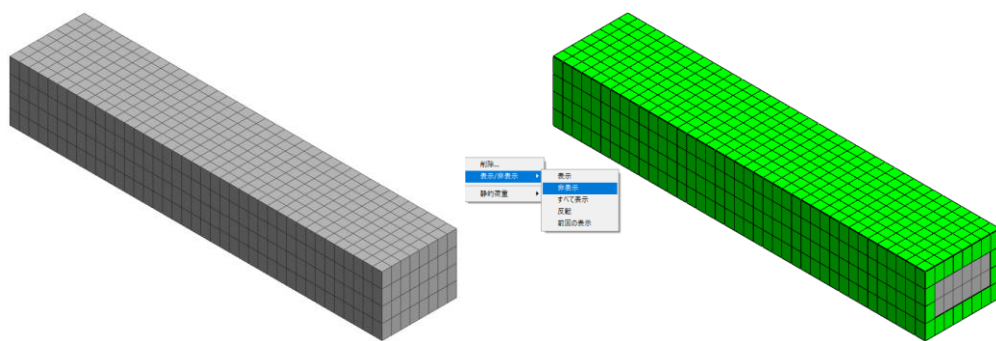 削除...
表示/非表示
静的荷重
表示
非表示
すべて表示
反転
前回の表示